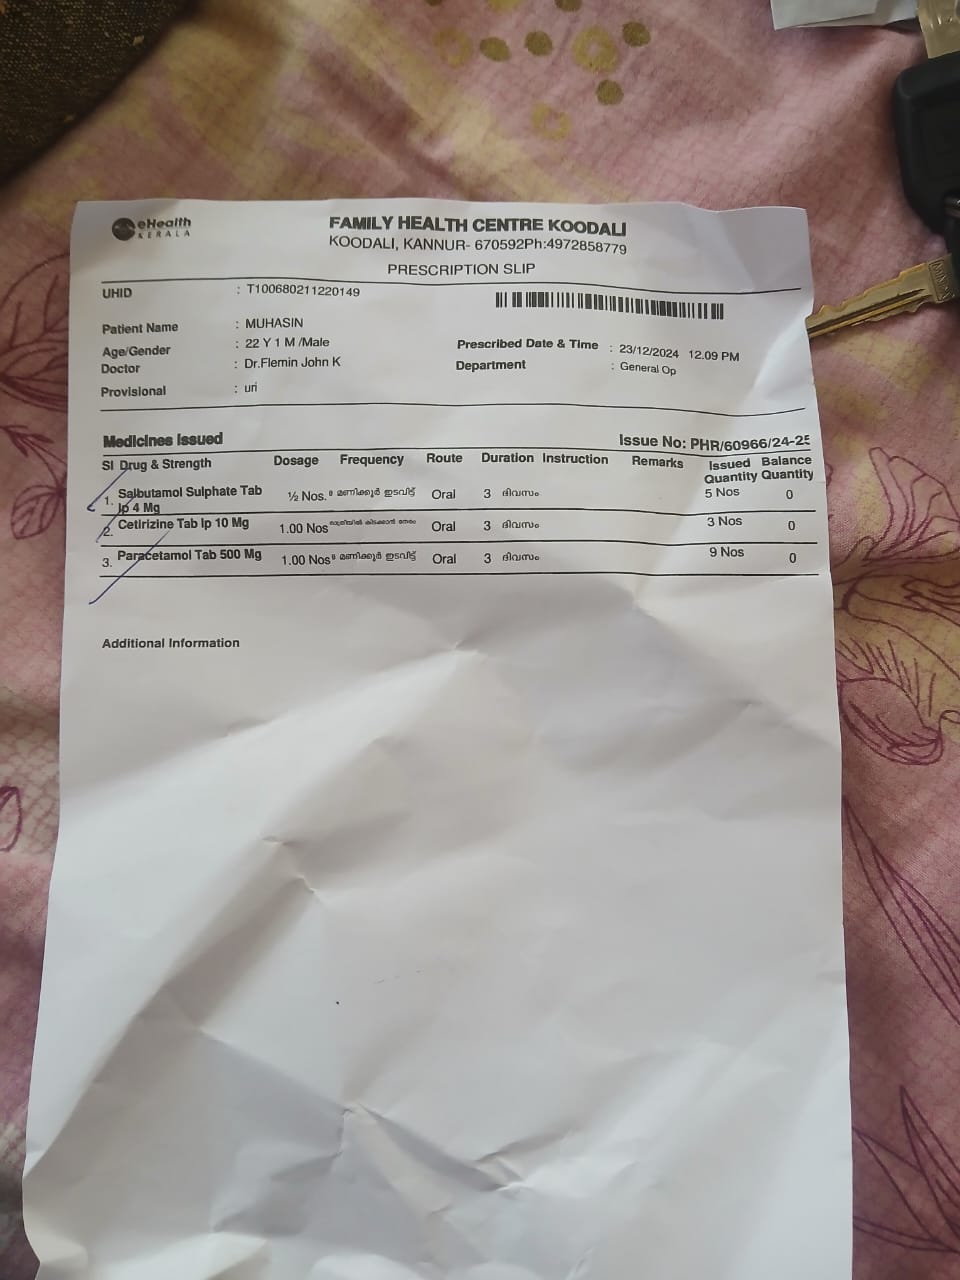 eHealth
KERALA
FAMILY HEALTH CENTRE KOODALI
KOODALI, KANNUR- 670592Ph:4972858779
PRESCRIPTION SLIP
UHID : T100680211220149
Patient Name : MUHASIN
Age/Gender : 22 Y 1 M /Male
Prescribed Date & Time : 23/12/2024 12.09 PM
Doctor : Dr.Flemin John K
Department : General Op
Provisional : uri
Medicines Issued
Issue No: PHR/60966/24-25
Sl Drug & Strength Dosage Frequency Route Duration Instruction Remarks Issued Quantity Balance Quantity
1. Salbutamol Sulphate Tab Ip 4 Mg ½ Nos. മണിക്കൂർ ഇടവിട്ട് Oral 3 ദിവസം 5 Nos 0
2. Cetirizine Tab Ip 10 Mg 1.00 Nos രാത്രിയിൽ കിടക്കാൻ നേരം Oral 3 ദിവസം 3 Nos 0
3. Paracetamol Tab 500 Mg 1.00 Nos മണിക്കൂർ ഇടവിട്ട് Oral 3 ദിവസം 9 Nos 0
Additional Information